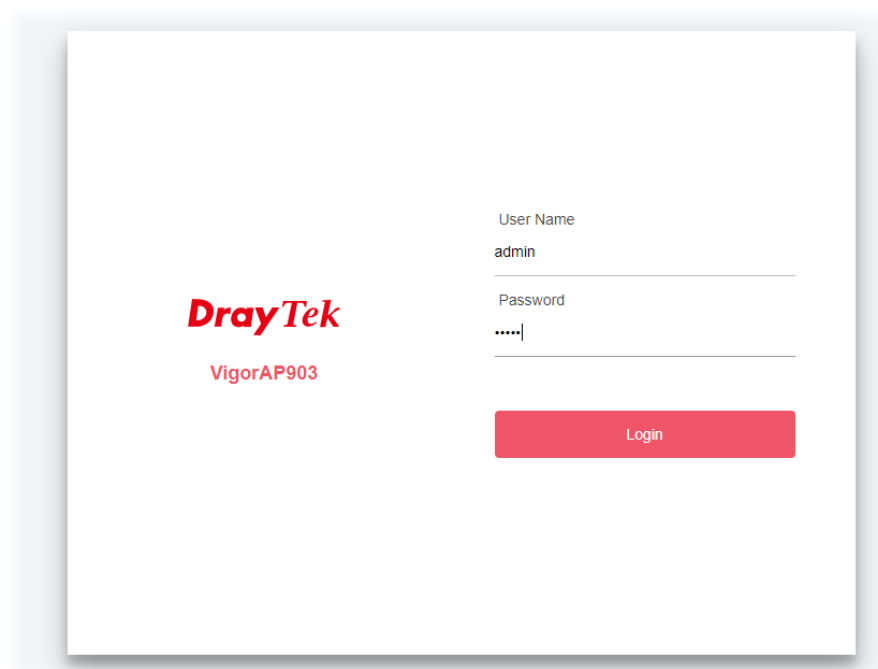 User Name
admin
Password
•••••
DrayTek
VigorAP903
Login